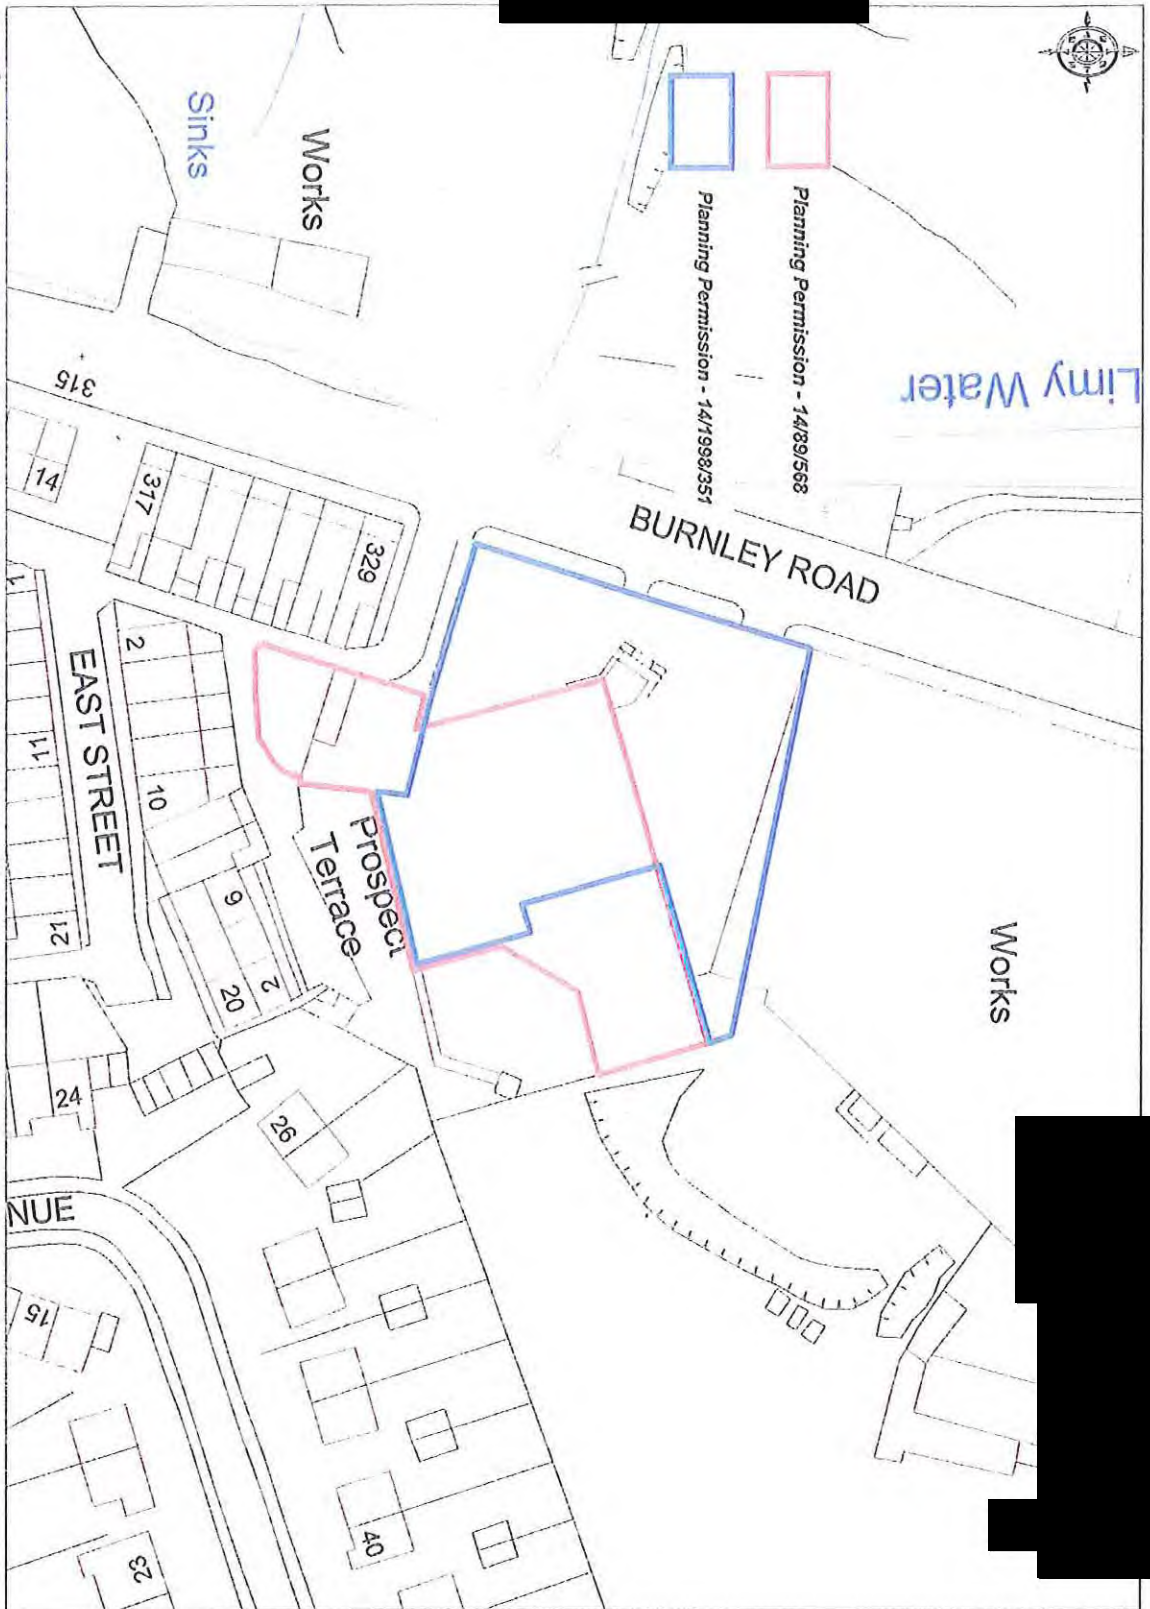 Planning Permission - 14/89/568
Planning Permission - 14/1998/351
Limy Water
Works
Sinks
BURNLEY ROAD
315
317
329
14
1
2
EAST STREET
11
10
21
Prospect
Terrace
9
2
20
24
26
Works
NUE
15
40
23